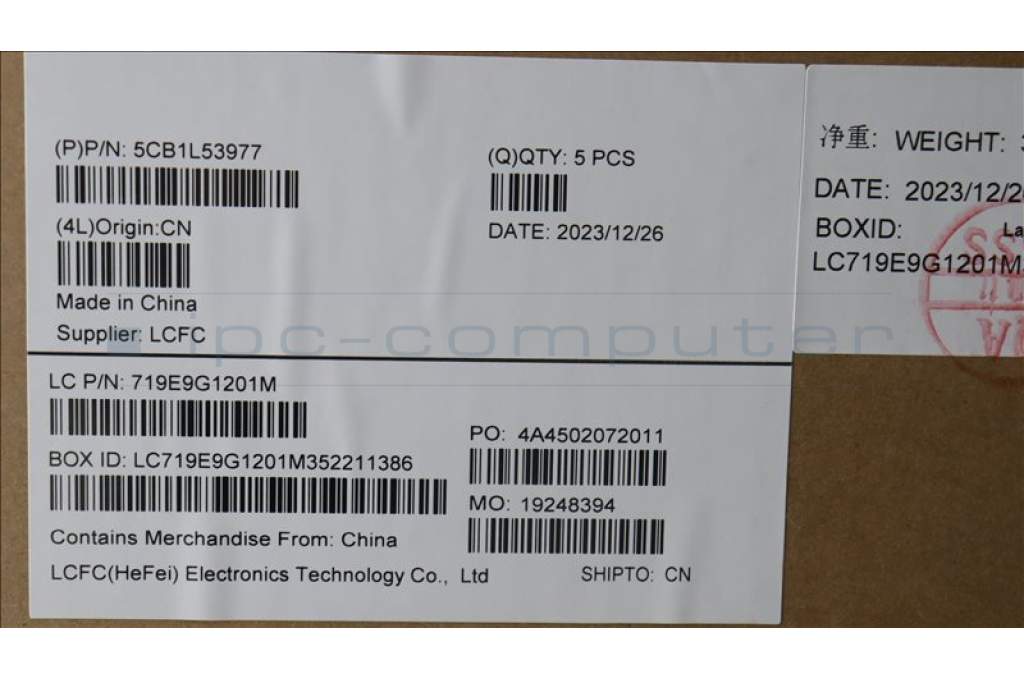 (P)P/N: 5CB1L53977
(Q)QTY: 5 PCS
(4L)Origin:CN
DATE: 2023/12/26
Made in China
Supplier: LCFC
ipc-computer
LC P/N: 719E9G1201M
PO: 4A4502072011
BOX ID: LC719E9G1201M352211386
MO: 19248394
Contains Merchandise From: China
LCFC(HeFei) Electronics Technology Co., Ltd
SHIPTO: CN
净重: WEIGHT:
DATE: 2023/12/2
BOXID:
LC719E9G1201M